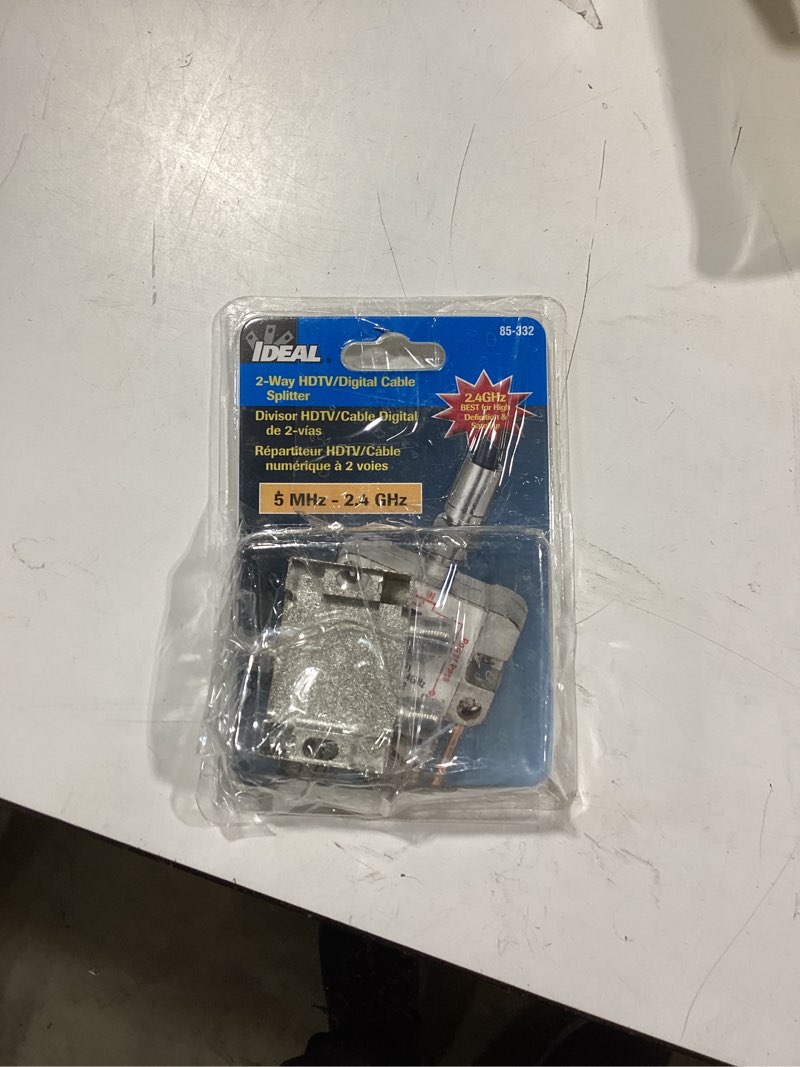 85-332
IDEAL
2-Way HDTV/Digital Cable
Splitter
Divisor HDTV/Cable Digital
de 2-vías
Répartiteur HDTV/Câble
numérique à 2 voies
2.4GHz
BEST for High
Definition &
5 MHz - 2.4 GHz